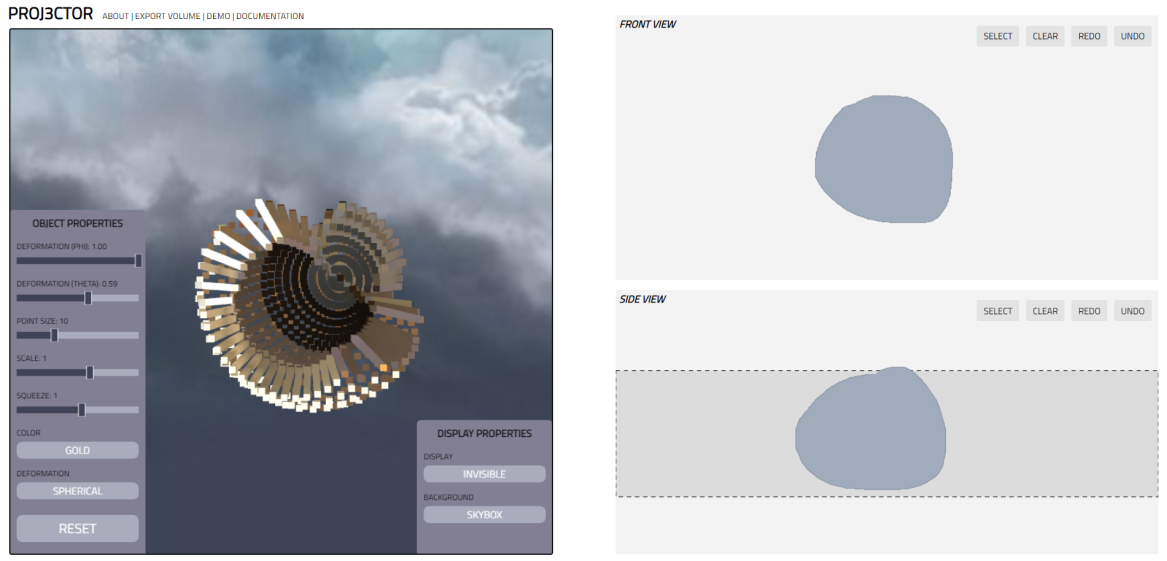 PROJ3CTOR ABOUT | EXPORT VOLUME | DEMO | DOCUMENTATION
OBJECT PROPERTIES
DEFORMATION (PHI): 1.00
DEFORMATION (THETA): 0.59
POINT SIZE: 10
SCALE: 1
SQUEEZE: 1
COLOR
GOLD
DEFORMATION
SPHERICAL
RESET
DISPLAY PROPERTIES
DISPLAY
INVISIBLE
BACKGROUND
SKYBOX
FRONT VIEW
SELECT CLEAR REDO UNDO
SIDE VIEW
SELECT CLEAR REDO UNDO